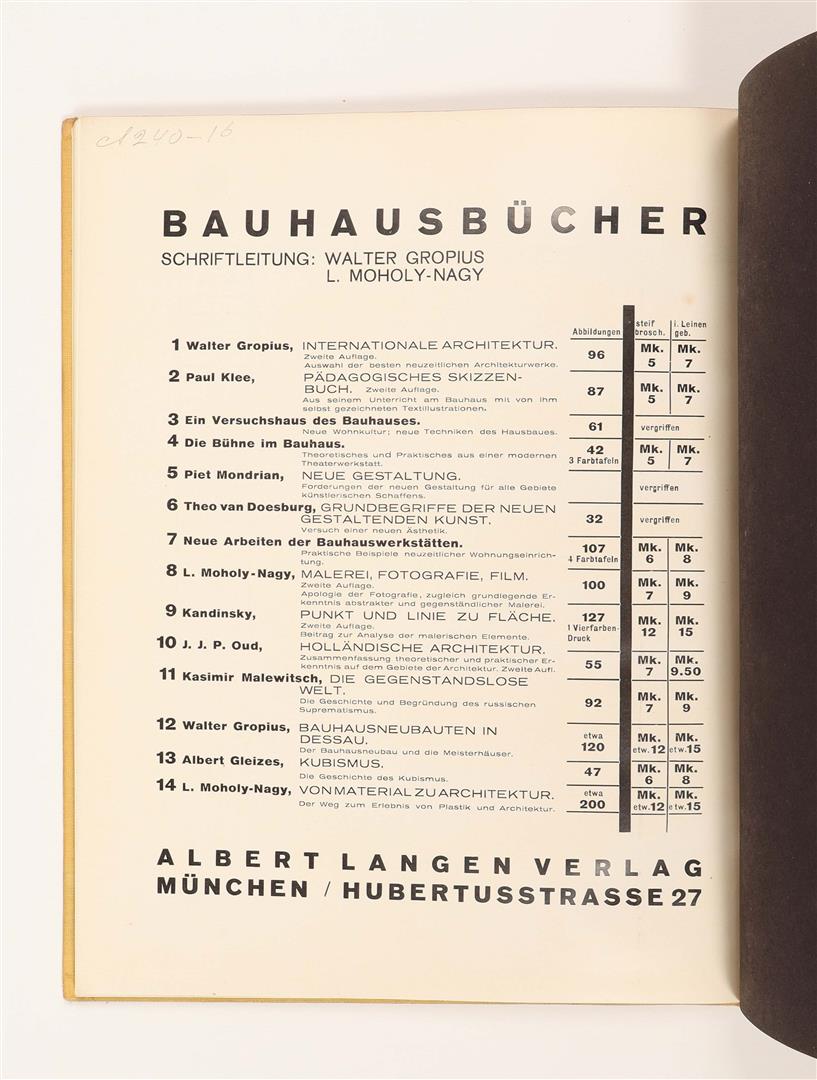 A240-16
BAUHAUSBÜCHER
SCHRIFTLEITUNG: WALTER GROPIUS
L. MOHOLY-NAGY
Abbildungen steif brosch. i. Leinen geb.
1 Walter Gropius, INTERNATIONALE ARCHITEKTUR. 96 Mk. 5 Mk. 7
Zweite Auflage.
Auswahl der besten neuzeitlichen Architekturwerke.
2 Paul Klee, PÄDAGOGISCHES SKIZZEN- 87 Mk. 5 Mk. 7
BUCH. Zweite Auflage.
Aus seinem Unterricht am Bauhaus mit von ihm
selbst gezeichneten Textillustrationen.
3 Ein Versuchshaus des Bauhauses. 61 vergriffen
Neue Wohnkultur; neue Techniken des Hausbaues.
4 Die Bühne im Bauhaus. 42 3 Farbtafeln Mk. 5 Mk. 7
Theoretisches und Praktisches aus einer modernen
Theaterwerkstatt.
5 Piet Mondrian, NEUE GESTALTUNG. vergriffen
Forderungen der neuen Gestaltung für alle Gebiete
künstlerischen Schaffens.
6 Theo van Doesburg, GRUNDBEGRIFFE DER NEUEN 32 vergriffen
GESTALTENDEN KUNST.
Versuch einer neuen Ästhetik.
7 Neue Arbeiten der Bauhauswerkstätten. 107 4 Farbtafeln Mk. 6 Mk. 8
Praktische Beispiele neuzeitlicher Wohnungseinrich-
tung.
8 L. Moholy-Nagy, MALEREI, FOTOGRAFIE, FILM. 100 Mk. 7 Mk. 9
Zweite Auflage.
Apologie der Fotografie, zugleich grundlegende Er-
kenntnis abstrakter und gegenständlicher Malerei.
9 Kandinsky, PUNKT UND LINIE ZU FLÄCHE. 127 1 Vierfarben-Druck Mk. 12 Mk. 15
Zweite Auflage.
Beitrag zur Analyse der malerischen Elemente.
10 J. J. P. Oud, HOLLÄNDISCHE ARCHITEKTUR. 55 Mk. 7 Mk. 9.50
Zusammenfassung theoretischer und praktischer Er-
kenntnis auf dem Gebiete der Architektur. Zweite Aufl.
11 Kasimir Malewitsch, DIE GEGENSTANDSLOSE 92 Mk. 7 Mk. 9
WELT.
Die Geschichte und Begründung des russischen
Suprematismus.
12 Walter Gropius, BAUHAUSNEUBAUTEN IN etwa 120 Mk. etw. 12 Mk. etw. 15
DESSAU.
Der Bauhausneubau und die Meisterhäuser.
13 Albert Gleizes, KUBISMUS. 47 Mk. 6 Mk. 8
Die Geschichte des Kubismus.
14 L. Moholy-Nagy, VON MATERIAL ZU ARCHITEKTUR. etwa 200 Mk. etw. 12 Mk. etw. 15
Der Weg zum Erlebnis von Plastik und Architektur.
ALBERT LANGEN VERLAG
MÜNCHEN / HUBERTUSSTRASSE 27